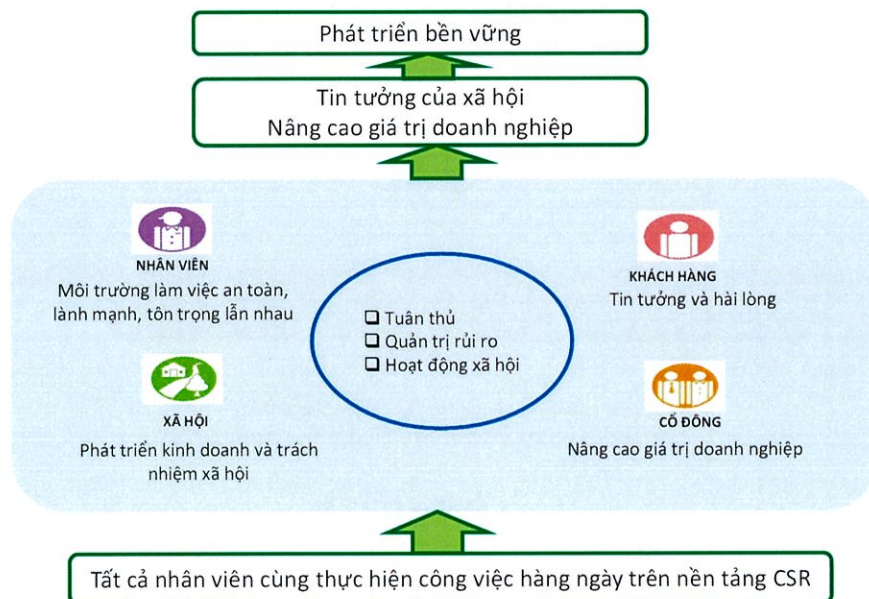 Phát triển bền vững
Tin tưởng của xã hội
Nâng cao giá trị doanh nghiệp
NHÂN VIÊN
Môi trường làm việc an toàn,
lành mạnh, tôn trọng lẫn nhau
KHÁCH HÀNG
Tin tưởng và hài lòng
❑ Tuân thủ
❑ Quản trị rủi ro
❑ Hoạt động xã hội
XÃ HỘI
Phát triển kinh doanh và trách
nhiệm xã hội
CỔ ĐÔNG
Nâng cao giá trị doanh nghiệp
Tất cả nhân viên cùng thực hiện công việc hàng ngày trên nền tảng CSR